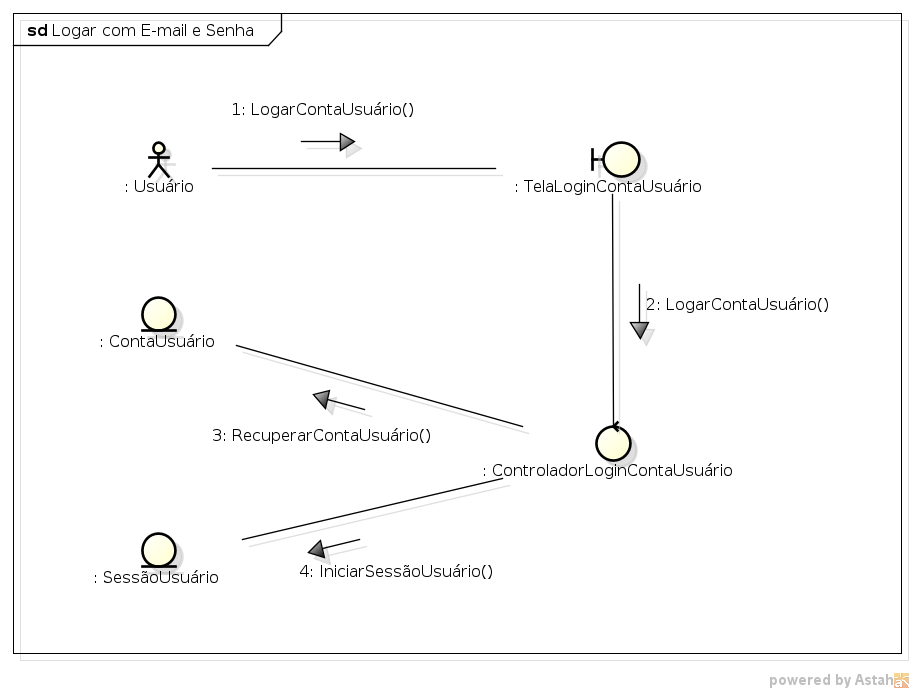 sd Logar com E-mail e Senha
1: LogarContaUsuário()
: Usuário
: TelaLoginContaUsuário
2: LogarContaUsuário()
: ContaUsuário
3: RecuperarContaUsuário()
: ControladorLoginContaUsuário
4: IniciarSessãoUsuário()
: SessãoUsuário
powered by Astah